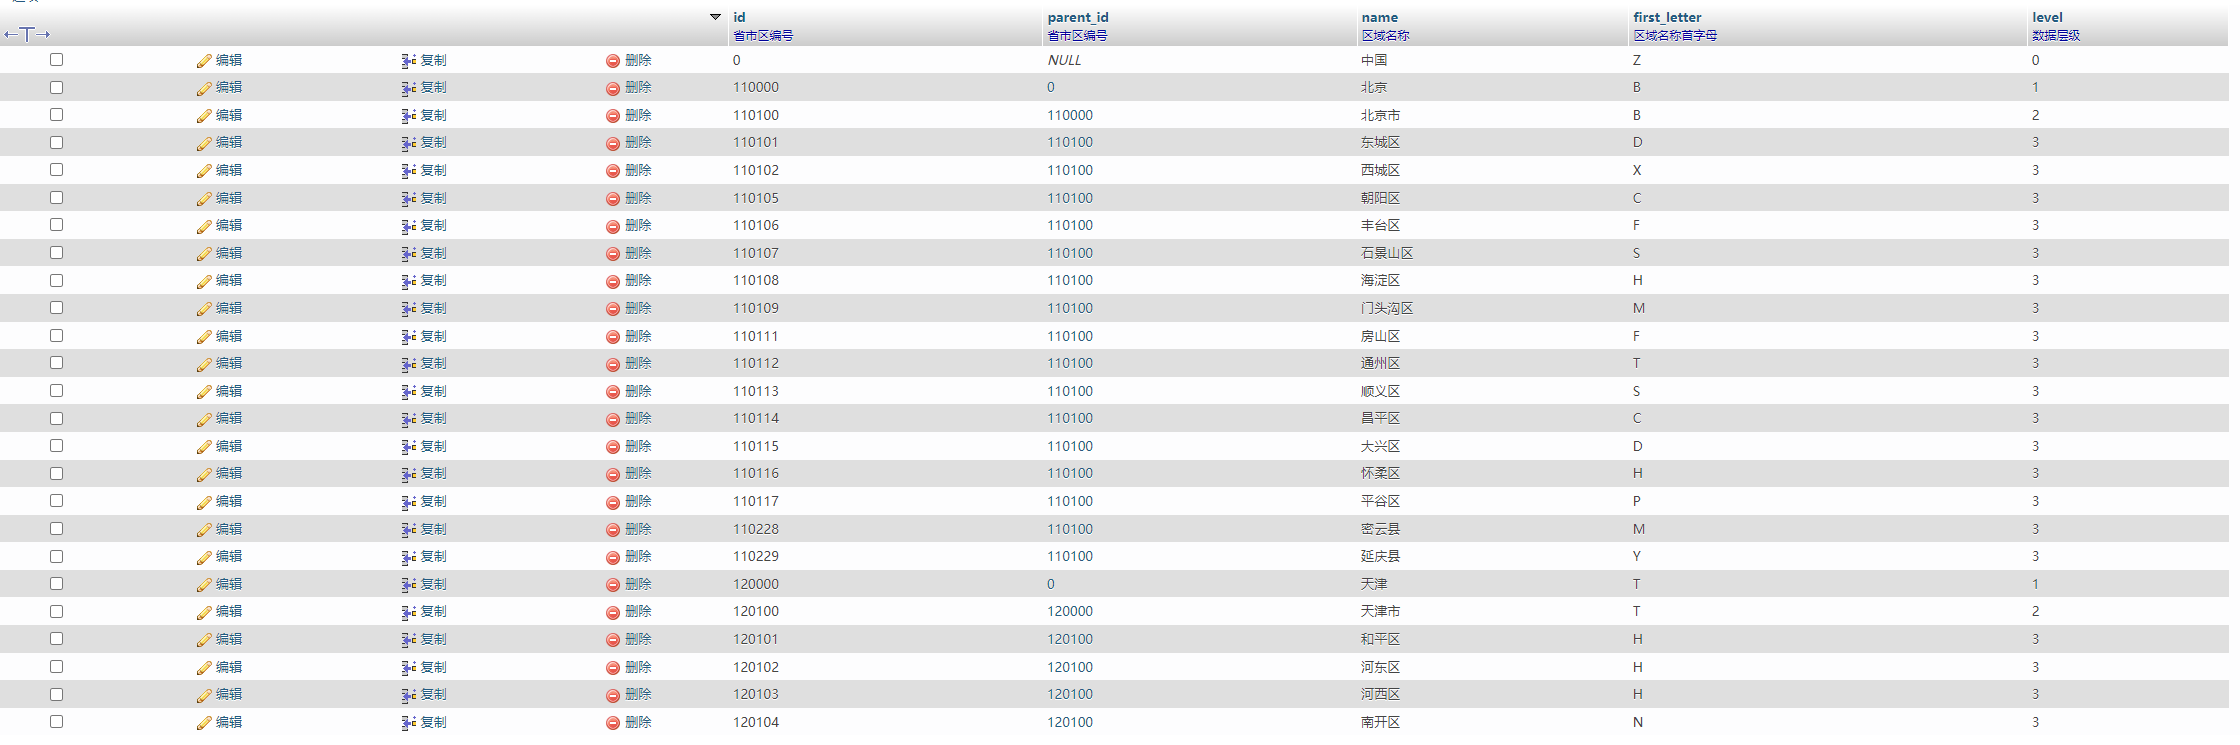 id parent_id name first_letter level
省市区编号 省市区编号 区域名称 区域名称首字母 数据层级
编辑 复制 删除 0 NULL 中国 Z 0
编辑 复制 删除 110000 0 北京 B 1
编辑 复制 删除 110100 110000 北京市 B 2
编辑 复制 删除 110101 110100 东城区 D 3
编辑 复制 删除 110102 110100 西城区 X 3
编辑 复制 删除 110105 110100 朝阳区 C 3
编辑 复制 删除 110106 110100 丰台区 F 3
编辑 复制 删除 110107 110100 石景山区 S 3
编辑 复制 删除 110108 110100 海淀区 H 3
编辑 复制 删除 110109 110100 门头沟区 M 3
编辑 复制 删除 110111 110100 房山区 F 3
编辑 复制 删除 110112 110100 通州区 T 3
编辑 复制 删除 110113 110100 顺义区 S 3
编辑 复制 删除 110114 110100 昌平区 C 3
编辑 复制 删除 110115 110100 大兴区 D 3
编辑 复制 删除 110116 110100 怀柔区 H 3
编辑 复制 删除 110117 110100 平谷区 P 3
编辑 复制 删除 110228 110100 密云县 M 3
编辑 复制 删除 110229 110100 延庆县 Y 3
编辑 复制 删除 120000 0 天津 T 1
编辑 复制 删除 120100 120000 天津市 T 2
编辑 复制 删除 120101 120100 和平区 H 3
编辑 复制 删除 120102 120100 河东区 H 3
编辑 复制 删除 120103 120100 河西区 H 3
编辑 复制 删除 120104 120100 南开区 N 3